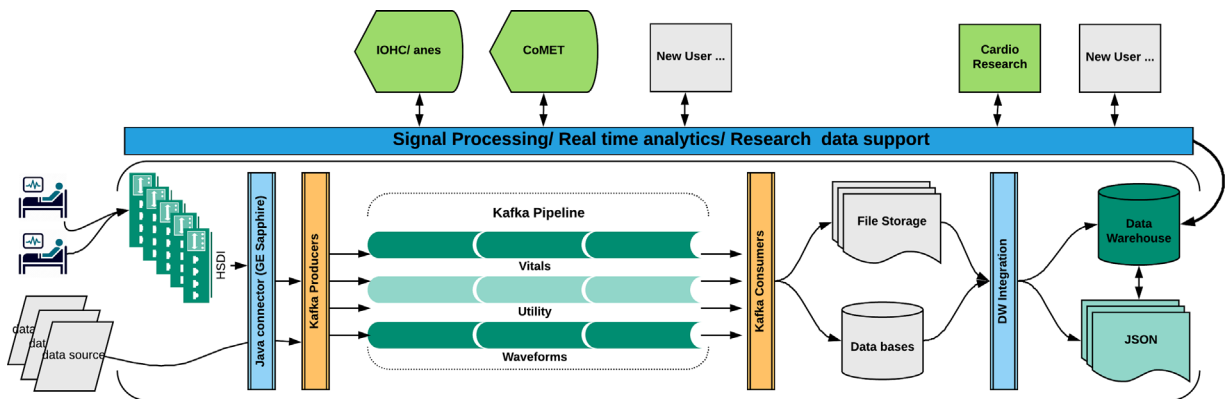 IOHC/ anes
CoMET
New User ...
Cardio
Research
New User ...
Signal Processing/ Real time analytics/ Research data support
HSDI
Java connector (GE Sapphire)
Kafka Producers
Kafka Pipeline
Vitals
Utility
Waveforms
Kafka Consumers
File Storage
Data bases
DW Integration
Data
Warehouse
JSON
data
dat
data source